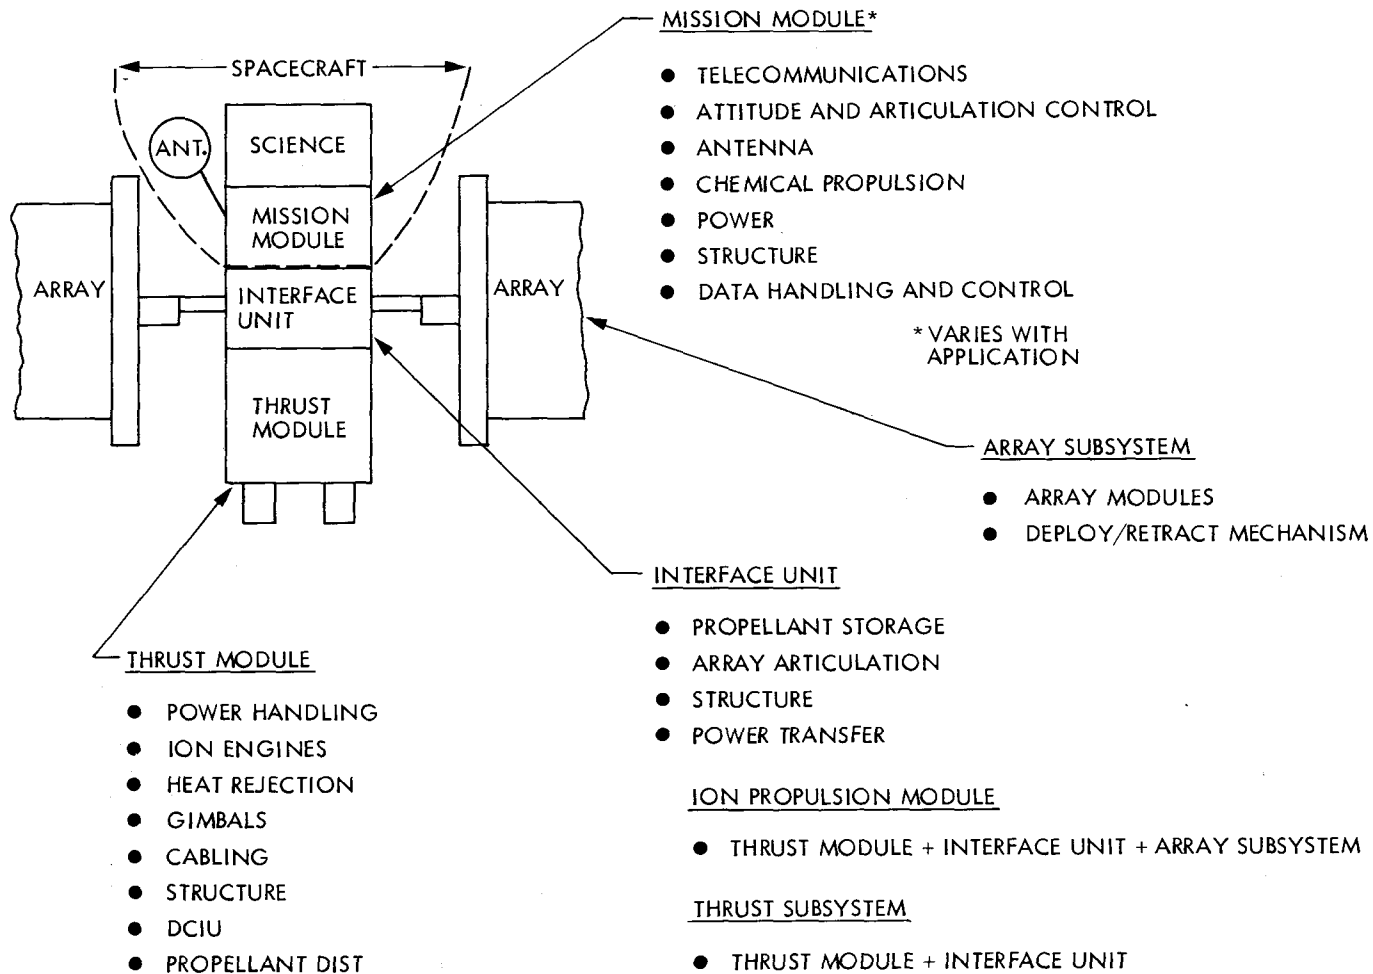 SPACECRAFT
ANT.
SCIENCE
MISSION
MODULE
ARRAY
INTERFACE
UNIT
ARRAY
THRUST
MODULE
MISSION MODULE*
● TELECOMMUNICATIONS
● ATTITUDE AND ARTICULATION CONTROL
● ANTENNA
● CHEMICAL PROPULSION
● POWER
● STRUCTURE
● DATA HANDLING AND CONTROL
* VARIES WITH
APPLICATION
ARRAY SUBSYSTEM
● ARRAY MODULES
● DEPLOY/RETRACT MECHANISM
INTERFACE UNIT
● PROPELLANT STORAGE
● ARRAY ARTICULATION
● STRUCTURE
● POWER TRANSFER
THRUST MODULE
● POWER HANDLING
● ION ENGINES
● HEAT REJECTION
● GIMBALS
● CABLING
● STRUCTURE
● DCIU
● PROPELLANT DIST
ION PROPULSION MODULE
● THRUST MODULE + INTERFACE UNIT + ARRAY SUBSYSTEM
THRUST SUBSYSTEM
● THRUST MODULE + INTERFACE UNIT